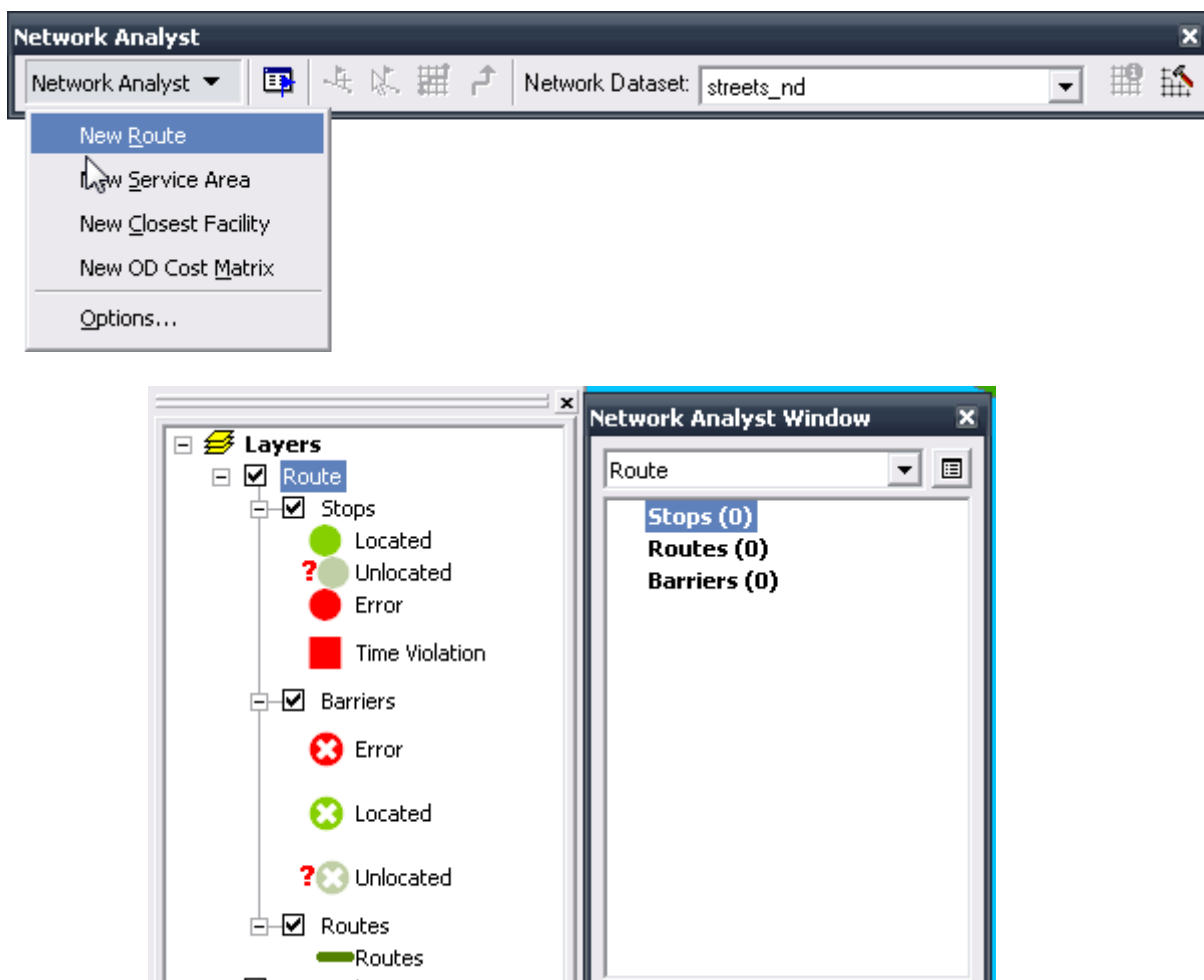 Network Analyst
Network Analyst Network Dataset: streets_nd
New Route
New Service Area
New Closest Facility
New OD Cost Matrix
Options...
Layers
Route
Stops
Located
? Unlocated
Error
Time Violation
Barriers
Error
Located
? Unlocated
Routes
Routes
Network Analyst Window
Route
Stops (0)
Routes (0)
Barriers (0)